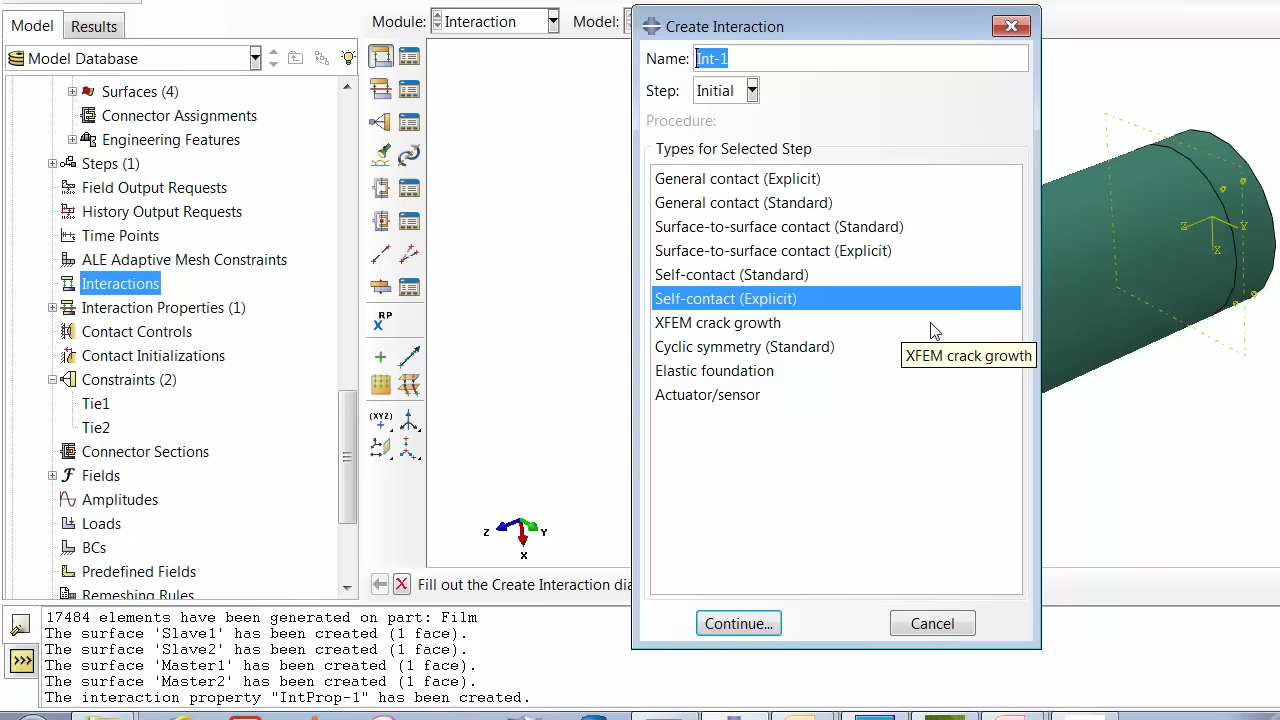 Model
Results
Model Database
Surfaces (4)
Connector Assignments
Engineering Features
Steps (1)
Field Output Requests
History Output Requests
Time Points
ALE Adaptive Mesh Constraints
Interactions
Interaction Properties (1)
Contact Controls
Contact Initializations
Constraints (2)
Tie1
Tie2
Connector Sections
Fields
Amplitudes
Loads
BCs
Predefined Fields
Remeshing Rules
Module:
Interaction
Model:
RP
X
(XYZ)
Z
Y
X
Create Interaction
Name:
Int-1
Step:
Initial
Procedure:
Types for Selected Step
General contact (Explicit)
General contact (Standard)
Surface-to-surface contact (Standard)
Surface-to-surface contact (Explicit)
Self-contact (Standard)
Self-contact (Explicit)
XFEM crack growth
Cyclic symmetry (Standard)
XFEM crack growth
Elastic foundation
Actuator/sensor
Continue...
Cancel
Z
Y
X
Fill out the Create Interaction dia
17484 elements have been generated on part: Film
The surface 'Slave1' has been created (1 face).
The surface 'Slave2' has been created (1 face).
The surface 'Master1' has been created (1 face).
The surface 'Master2' has been created (1 face).
The interaction property "IntProp-1" has been created.
>>>